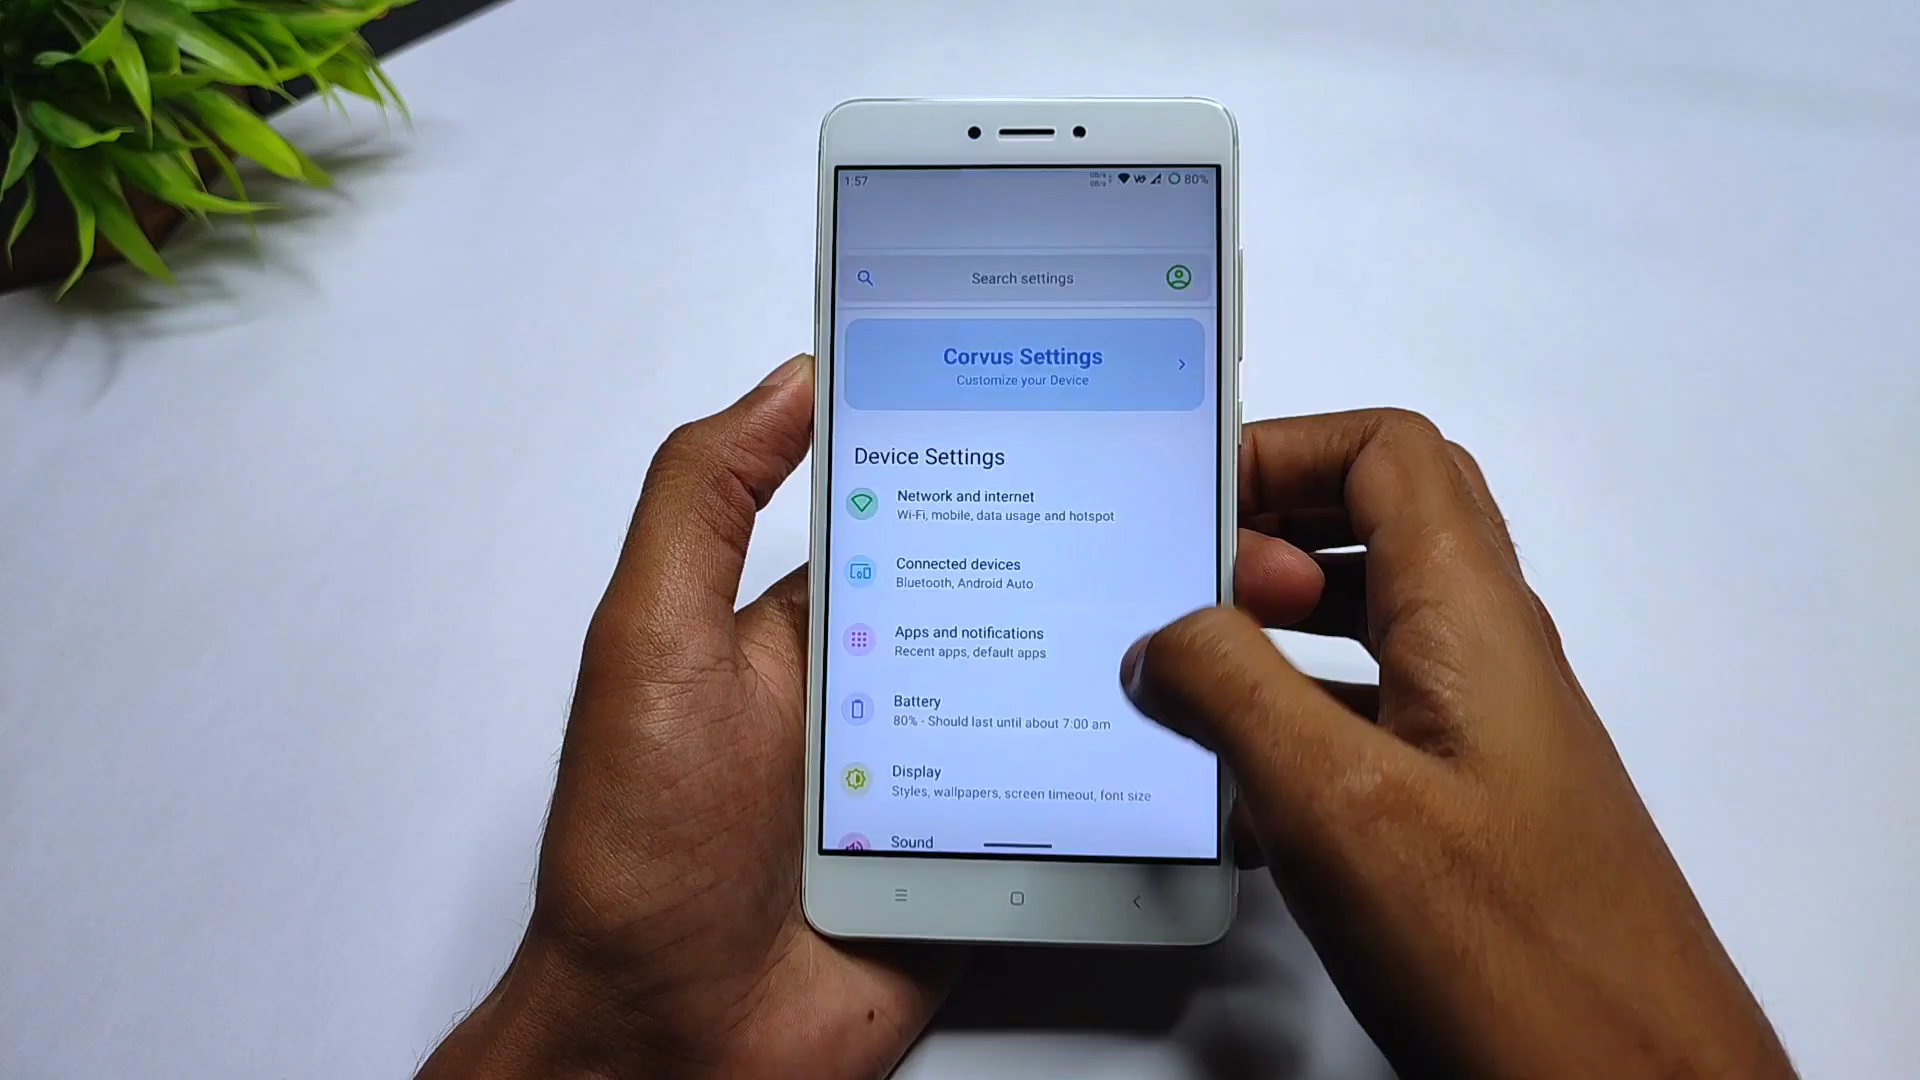 1:57
80%
Search settings
Corvus Settings
Customize your Device
Device Settings
Network and internet
Wi-Fi, mobile, data usage and hotspot
Connected devices
Bluetooth, Android Auto
Apps and notifications
Recent apps, default apps
Battery
80% - Should last until about 7:00 am
Display
Styles, wallpapers, screen timeout, font size
Sound